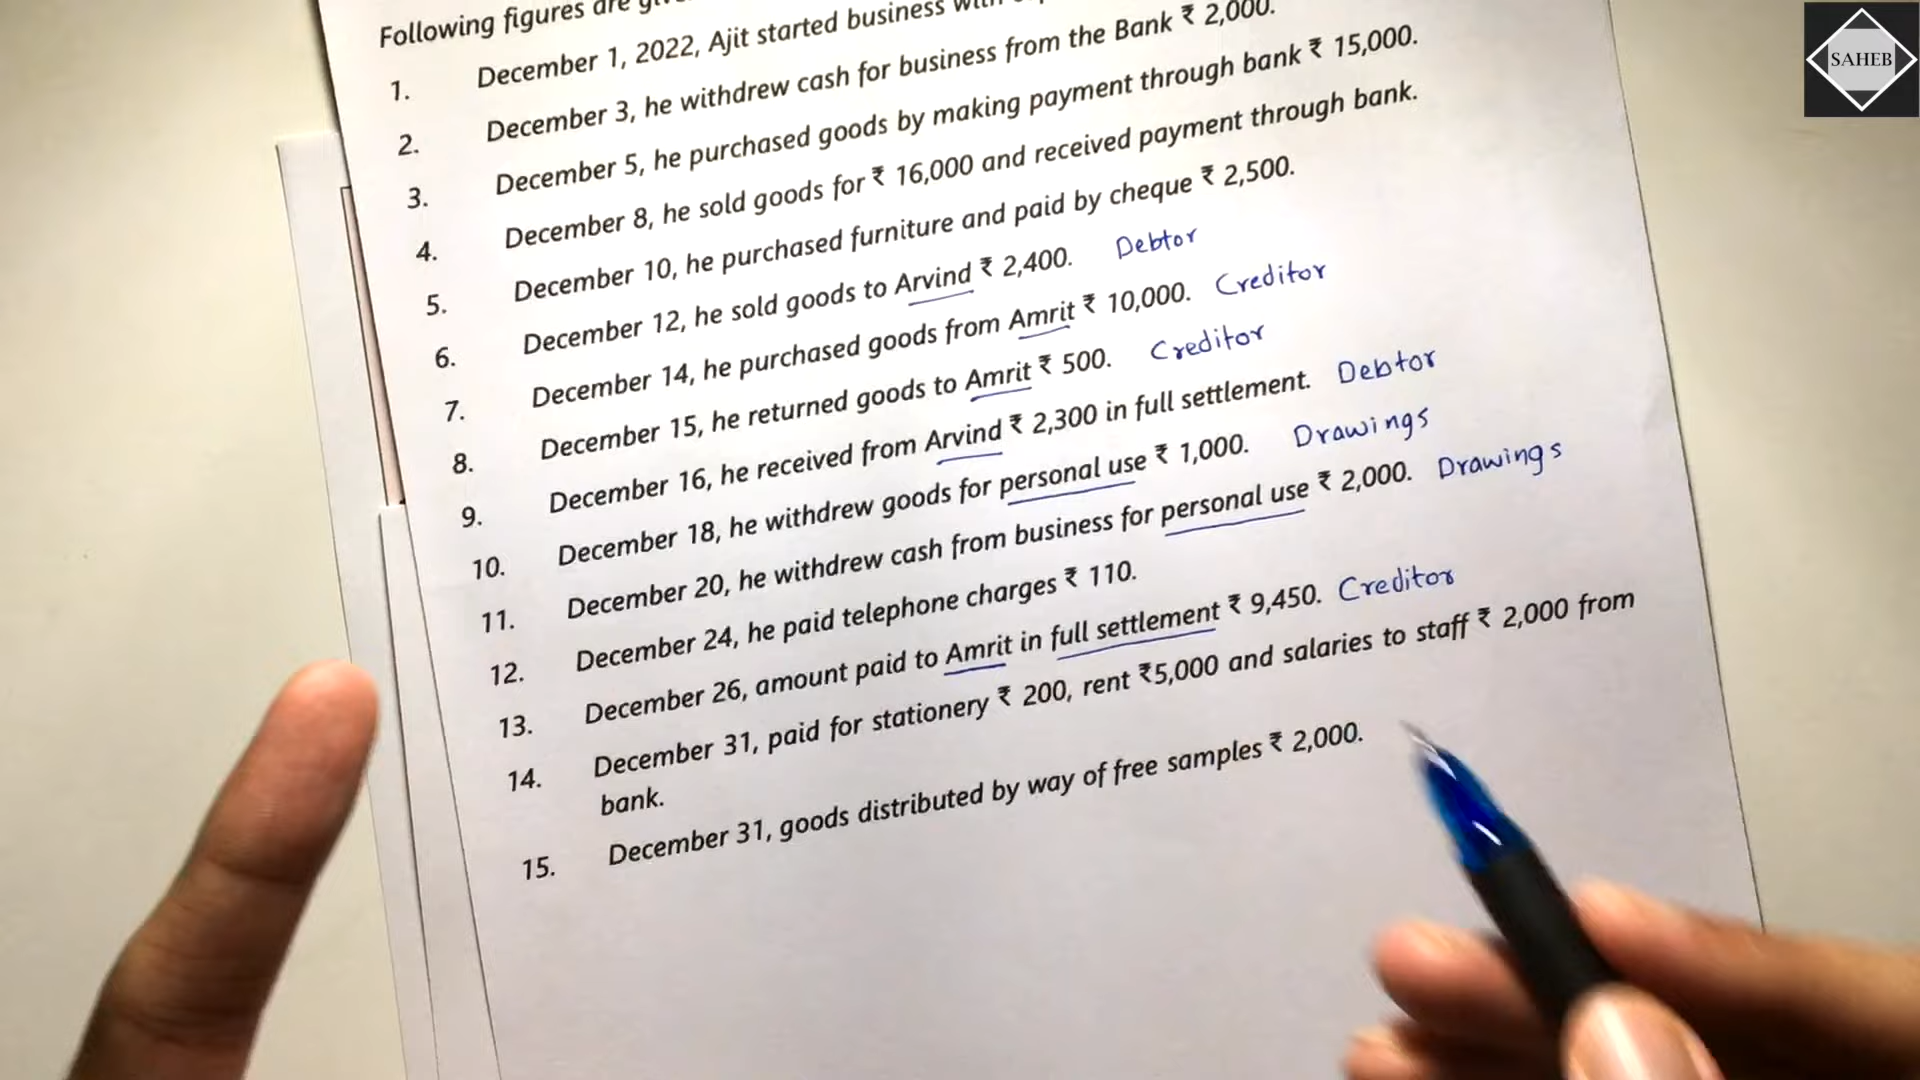 SAHEB
Following figures are
1. December 1, 2022, Ajit started business
2. December 3, he withdrew cash for business from the Bank ₹ 2,000.
3. December 5, he purchased goods by making payment through bank ₹ 15,000.
4. December 8, he sold goods for ₹ 16,000 and received payment through bank.
5. December 10, he purchased furniture and paid by cheque ₹ 2,500.
6. December 12, he sold goods to Arvind ₹ 2,400. Debtor
7. December 14, he purchased goods from Amrit ₹ 10,000. Creditor
8. December 15, he returned goods to Amrit ₹ 500. Creditor
9. December 16, he received from Arvind ₹ 2,300 in full settlement. Debtor
10. December 18, he withdrew goods for personal use ₹ 1,000. Drawings
11. December 20, he withdrew cash from business for personal use ₹ 2,000. Drawings
12. December 24, he paid telephone charges ₹ 110.
13. December 26, amount paid to Amrit in full settlement ₹ 9,450. Creditor
14. December 31, paid for stationery ₹ 200, rent ₹5,000 and salaries to staff ₹ 2,000 from
bank.
15. December 31, goods distributed by way of free samples ₹ 2,000.